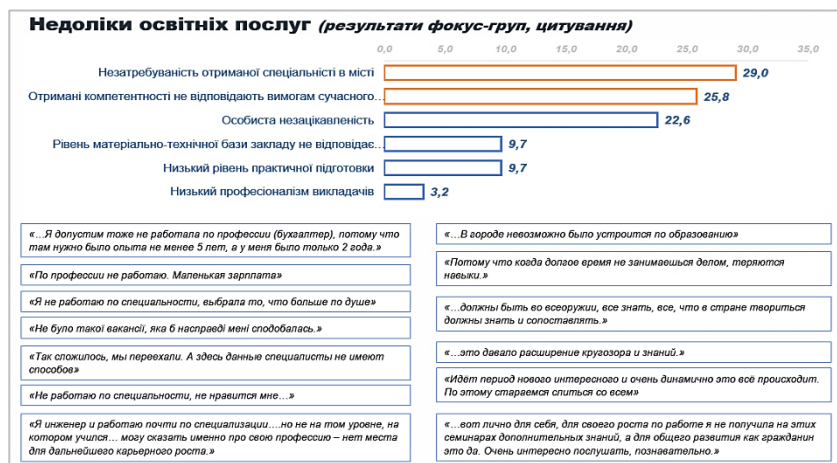 Недоліки освітніх послуг (результати фокус-груп, цитування)
0,0 5,0 10,0 15,0 20,0 25,0 30,0 35,0
Незатребуваність отриманої спеціальності в місті 29,0
Отримані компетентності не відповідають вимогам сучасного… 25,8
Особиста незацікавленість 22,6
Рівень матеріально-технічної бази закладу не відповідає… 9,7
Низький рівень практичної підготовки 9,7
Низький професіоналізм викладачів 3,2
«…Я допустим тоже не работала по профессии (бухгалтер), потому что
там нужно было опыта не менее 5 лет, а у меня было только 2 года.»
«По профессии не работаю. Маленькая зарплата»
«Я не работаю по специальности, выбрала то, что больше по душе»
«Не було такої вакансії, яка б насправді мені сподобалась.»
«Так сложилось, мы переехали. А здесь данные специалисты не имеют
способов»
«Не работаю по специальности, не нравится мне…»
«Я инженер и работаю почти по специализации….но не на том уровне, на
котором учился… могу сказать именно про свою профессию – нет места
для дальнейшего карьерного роста.»
«…В городе невозможно было устроится по образованию»
«Потому что когда долгое время не занимаешься делом, теряются
навыки.»
«…должны быть во всеоружии, все знать, все, что в стране твориться
должны знать и сопоставлять.»
«…это давало расширение кругозора и знаний.»
«Идёт период нового интересного и очень динамично это всё происходит.
По этому стараемся слиться со всем»
«…вот лично для себя, для своего роста по работе я не получила на этих
семинарах дополнительных знаний, а для общего развития как гражданин
это да. Очень интересно послушать, познавательно.»